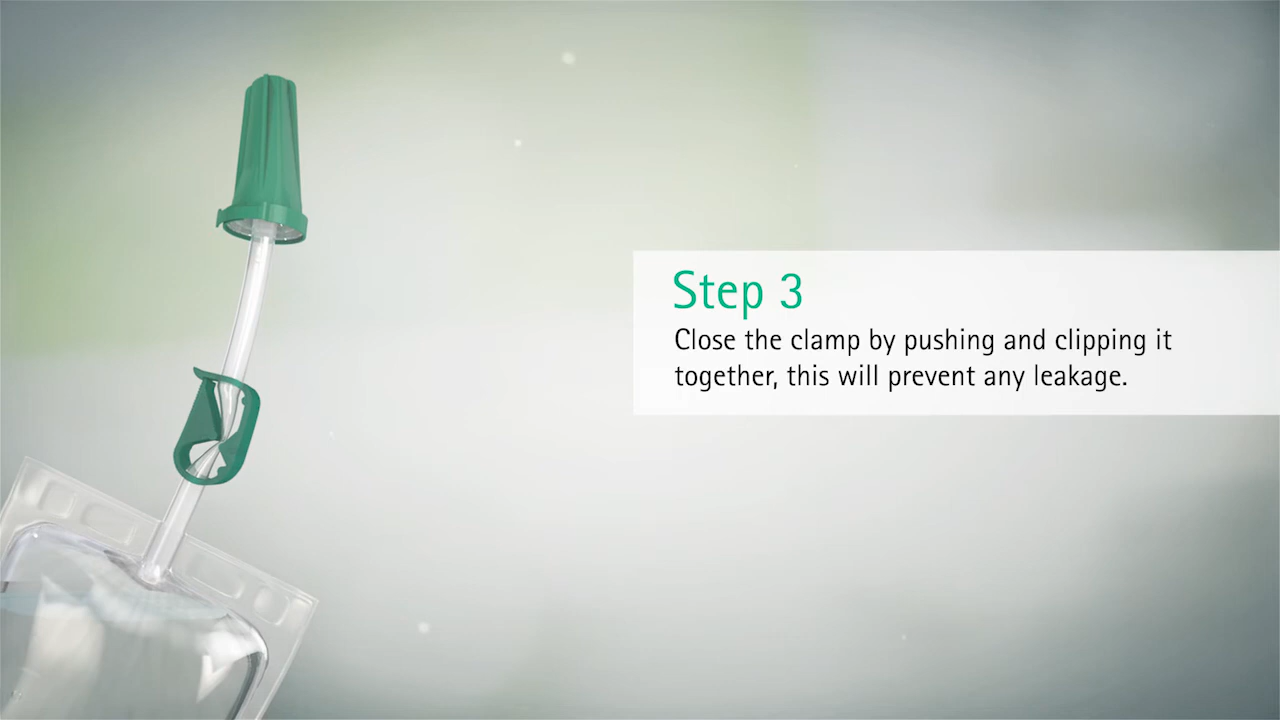 Step 3
Close the clamp by pushing and clipping it
together, this will prevent any leakage.